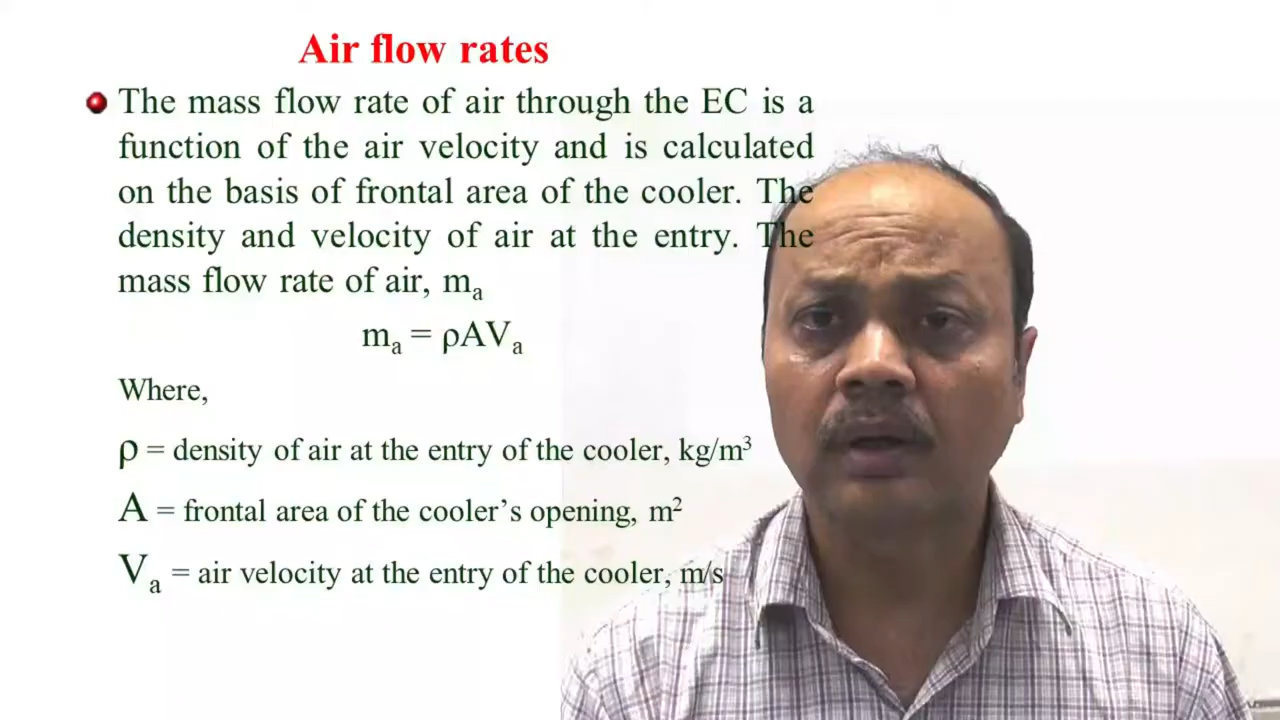 Air flow rates
The mass flow rate of air through the EC is a
function of the air velocity and is calculated
on the basis of frontal area of the cooler. The
density and velocity of air at the entry. The
mass flow rate of air, mₐ
mₐ = ρAVₐ
Where,
ρ = density of air at the entry of the cooler, kg/m³
A = frontal area of the cooler’s opening, m²
Vₐ = air velocity at the entry of the cooler, m/s